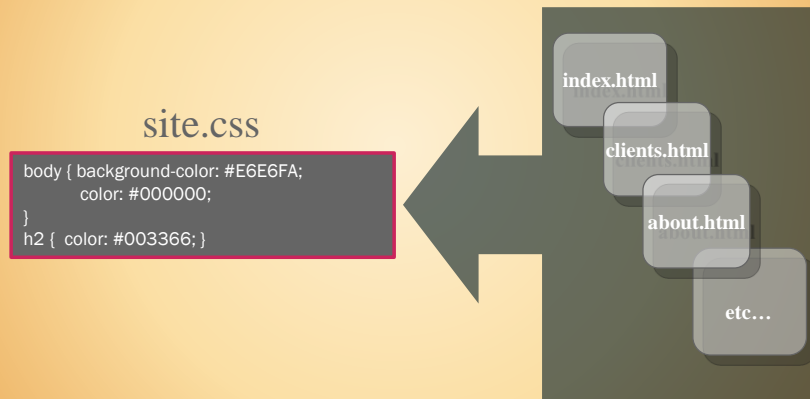 site.css
body { background-color: #E6E6FA;
color: #000000;
}
h2 { color: #003366; }
index.html
clients.html
about.html
etc…